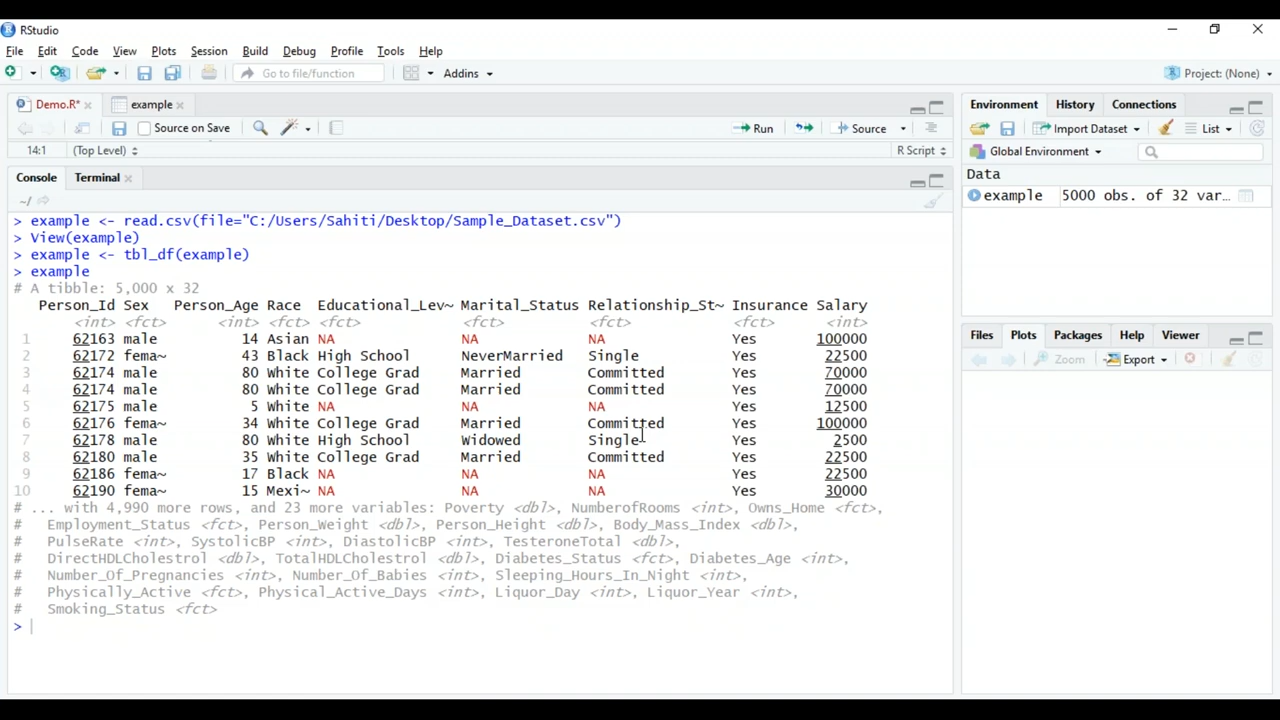 RStudio
File Edit Code View Plots Session Build Debug Profile Tools Help
Go to file/function Addins Project: (None)
Demo.R* example
Source on Save Run Source
14:1 (Top Level) R Script
Console Terminal
~/
> example <- read.csv(file="C:/Users/Sahiti/Desktop/Sample_Dataset.csv")
> View(example)
> example <- tbl_df(example)
> example
# A tibble: 5,000 x 32
Person_Id Sex Person_Age Race Educational_Lev~ Marital_Status Relationship_St~ Insurance Salary
<int> <fct> <int> <fct> <fct> <fct> <fct> <fct> <int>
1 62163 male 14 Asian NA NA NA Yes 100000
2 62172 fema~ 43 Black High School NeverMarried Single Yes 22500
3 62174 male 80 White College Grad Married Committed Yes 70000
4 62174 male 80 White College Grad Married Committed Yes 70000
5 62175 male 5 White NA NA NA Yes 12500
6 62176 fema~ 34 White College Grad Married Committed Yes 100000
7 62178 male 80 White High School Widowed Single Yes 2500
8 62180 male 35 White College Grad Married Committed Yes 22500
9 62186 fema~ 17 Black NA NA NA Yes 22500
10 62190 fema~ 15 Mexi~ NA NA NA Yes 30000
# ... with 4,990 more rows, and 23 more variables: Poverty <dbl>, NumberofRooms <int>, Owns_Home <fct>,
# Employment_Status <fct>, Person_Weight <dbl>, Person_Height <dbl>, Body_Mass_Index <dbl>,
# PulseRate <int>, SystolicBP <int>, DiastolicBP <int>, TesteroneTotal <dbl>,
# DirectHDLCholestrol <dbl>, TotalHDLCholestrol <dbl>, Diabetes_Status <fct>, Diabetes_Age <int>,
# Number_Of_Pregnancies <int>, Number_Of_Babies <int>, Sleeping_Hours_In_Night <int>,
# Physically_Active <fct>, Physical_Active_Days <int>, Liquor_Day <int>, Liquor_Year <int>,
# Smoking_Status <fct>
>
Environment History Connections
Import Dataset List
Global Environment
Data
example 5000 obs. of 32 var...
Files Plots Packages Help Viewer
Zoom Export